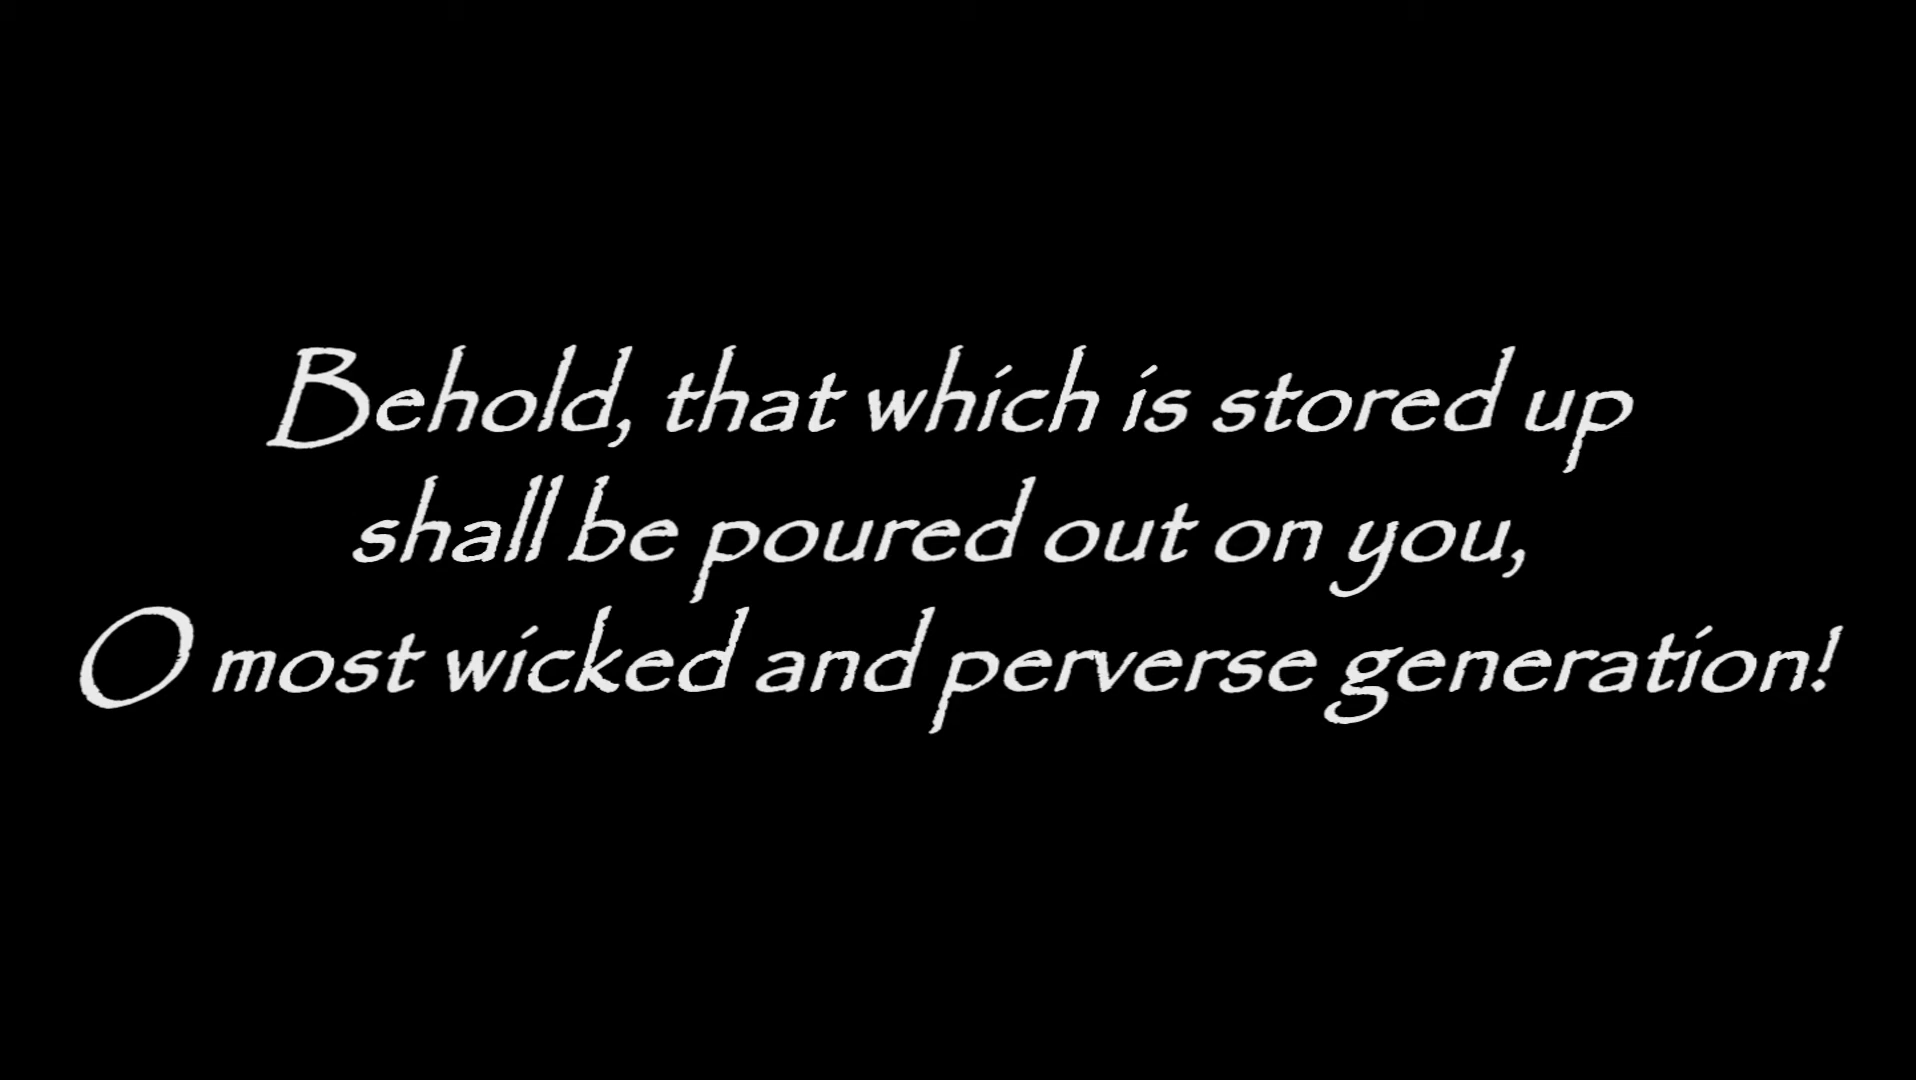 Behold, that which is stored up
shall be poured out on you,
O most wicked and perverse generation!